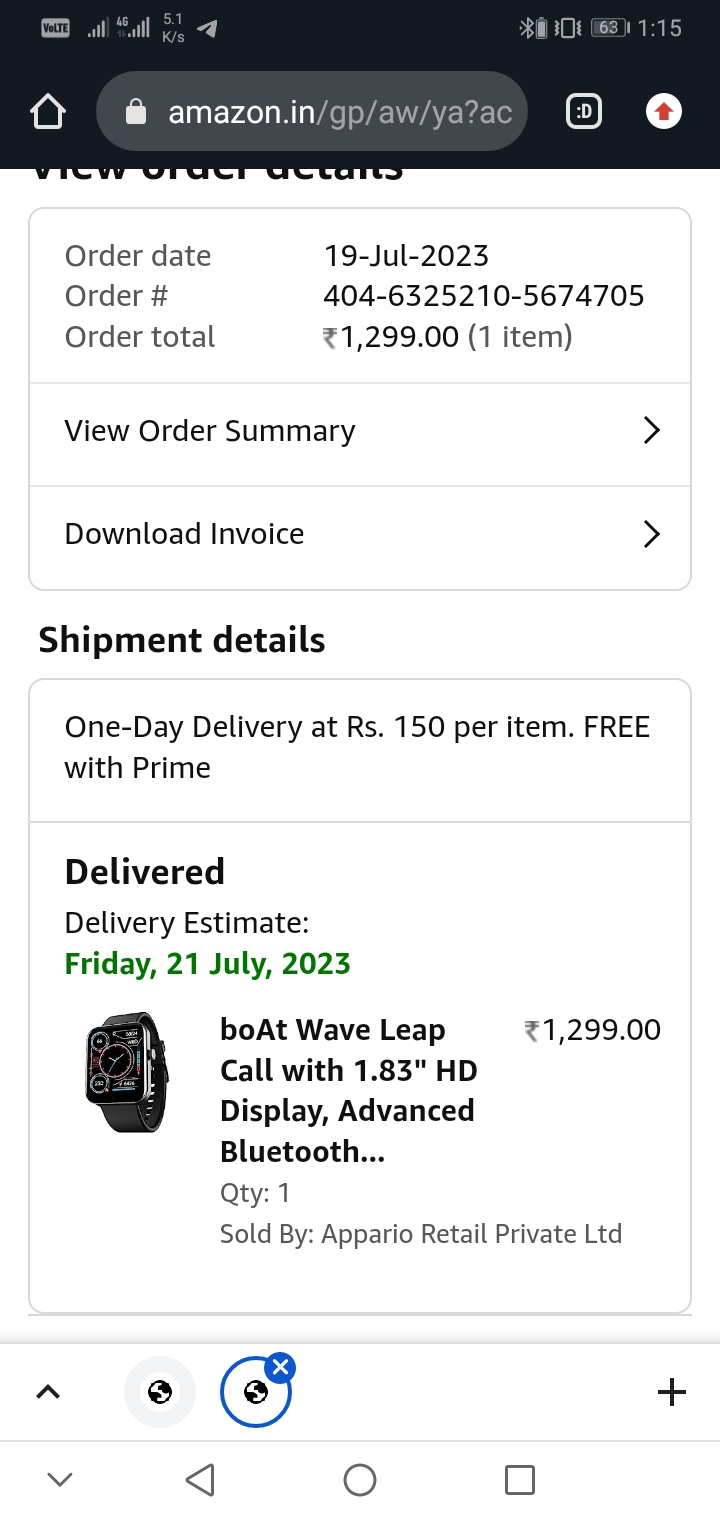 VoLTE 4G 5.1 K/s 63 1:15
amazon.in/gp/aw/ya?ac :D
View order details
Order date 19-Jul-2023
Order # 404-6325210-5674705
Order total ₹1,299.00 (1 item)
View Order Summary
Download Invoice
Shipment details
One-Day Delivery at Rs. 150 per item. FREE
with Prime
Delivered
Delivery Estimate:
Friday, 21 July, 2023
boAt Wave Leap ₹1,299.00
Call with 1.83" HD
Display, Advanced
Bluetooth...
Qty: 1
Sold By: Appario Retail Private Ltd